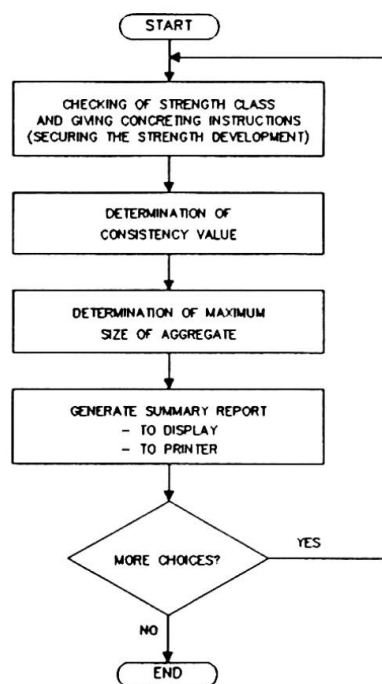 START
CHECKING OF STRENGTH CLASS
AND GIVING CONCRETING INSTRUCTIONS
(SECURING THE STRENGTH DEVELOPMENT)
DETERMINATION OF
CONSISTENCY VALUE
DETERMINATION OF MAXIMUM
SIZE OF AGGREGATE
GENERATE SUMMARY REPORT
- TO DISPLAY
- TO PRINTER
MORE CHOICES?
YES
NO
END